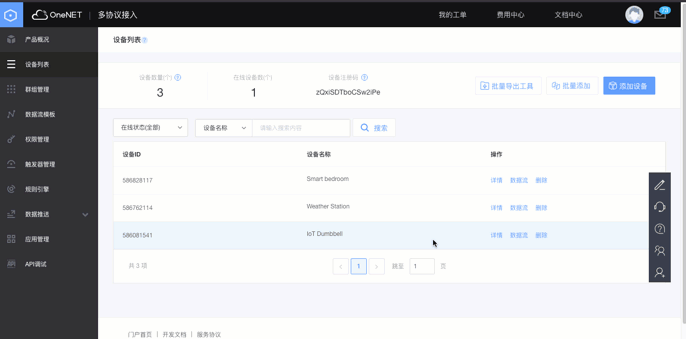 OneNET | 多协议接入 我的工单 费用中心 文档中心 73
产品概况
设备列表
群组管理
数据流模板
权限管理
触发器管理
规则引擎
数据推送
应用管理
API调试
设备列表
设备数量(个) 在线设备数(个) 设备注册码
3 1 zQxiSDTboCSw2iPe
批量导出工具 批量添加 添加设备
在线状态(全部) 设备名称 请输入搜索内容 搜索
设备ID 设备名称 操作
586828117 Smart bedroom 详情 数据流 删除
586762114 Weather Station 详情 数据流 删除
586081541 IoT Dumbbell 详情 数据流 删除
共 3 项 < 1 > 跳至 1 页
门户首页 | 开发文档 | 服务协议